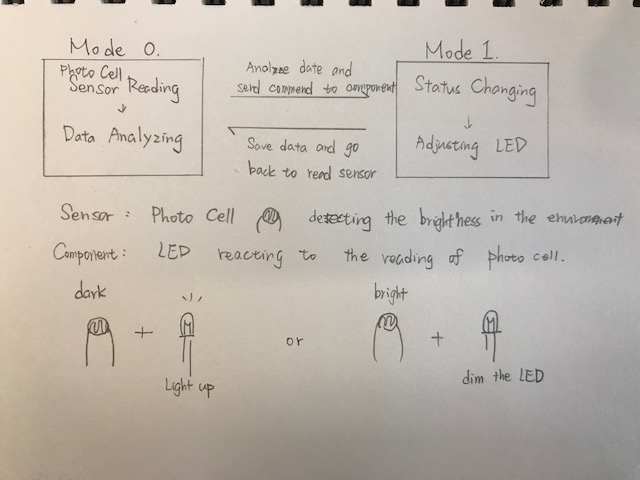 Mode 0.
Photo Cell
Sensor Reading
↓
Data Analyzing
Analyze date and
send commend to component
Save data and go
back to read sensor
Mode 1.
Status Changing
↓
Adjusting LED
Sensor : Photo Cell detecting the brightness in the environment
Component : LED reacting to the reading of photo cell.
dark
+
Light up
or
bright
+
dim the LED